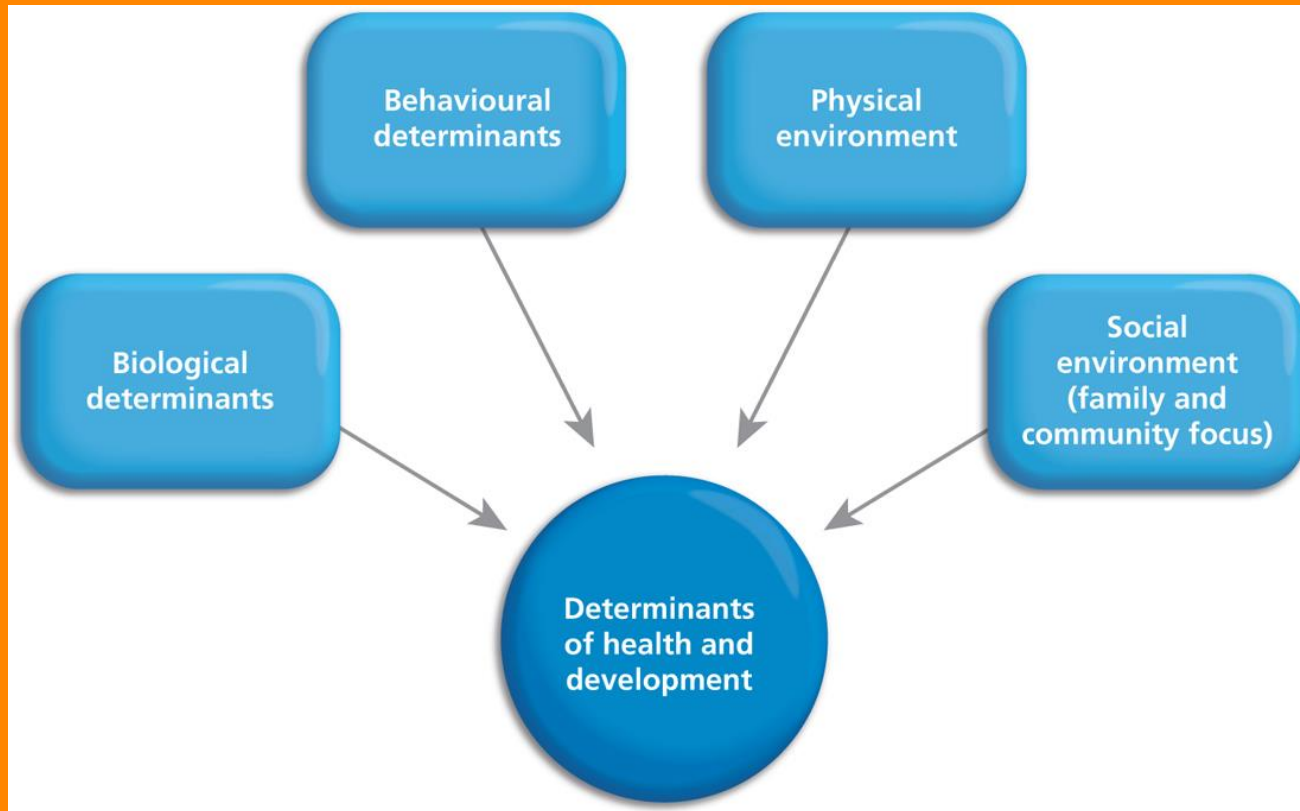 Behavioural
determinants
Physical
environment
Biological
determinants
Social
environment
(family and
community focus)
Determinants
of health and
development